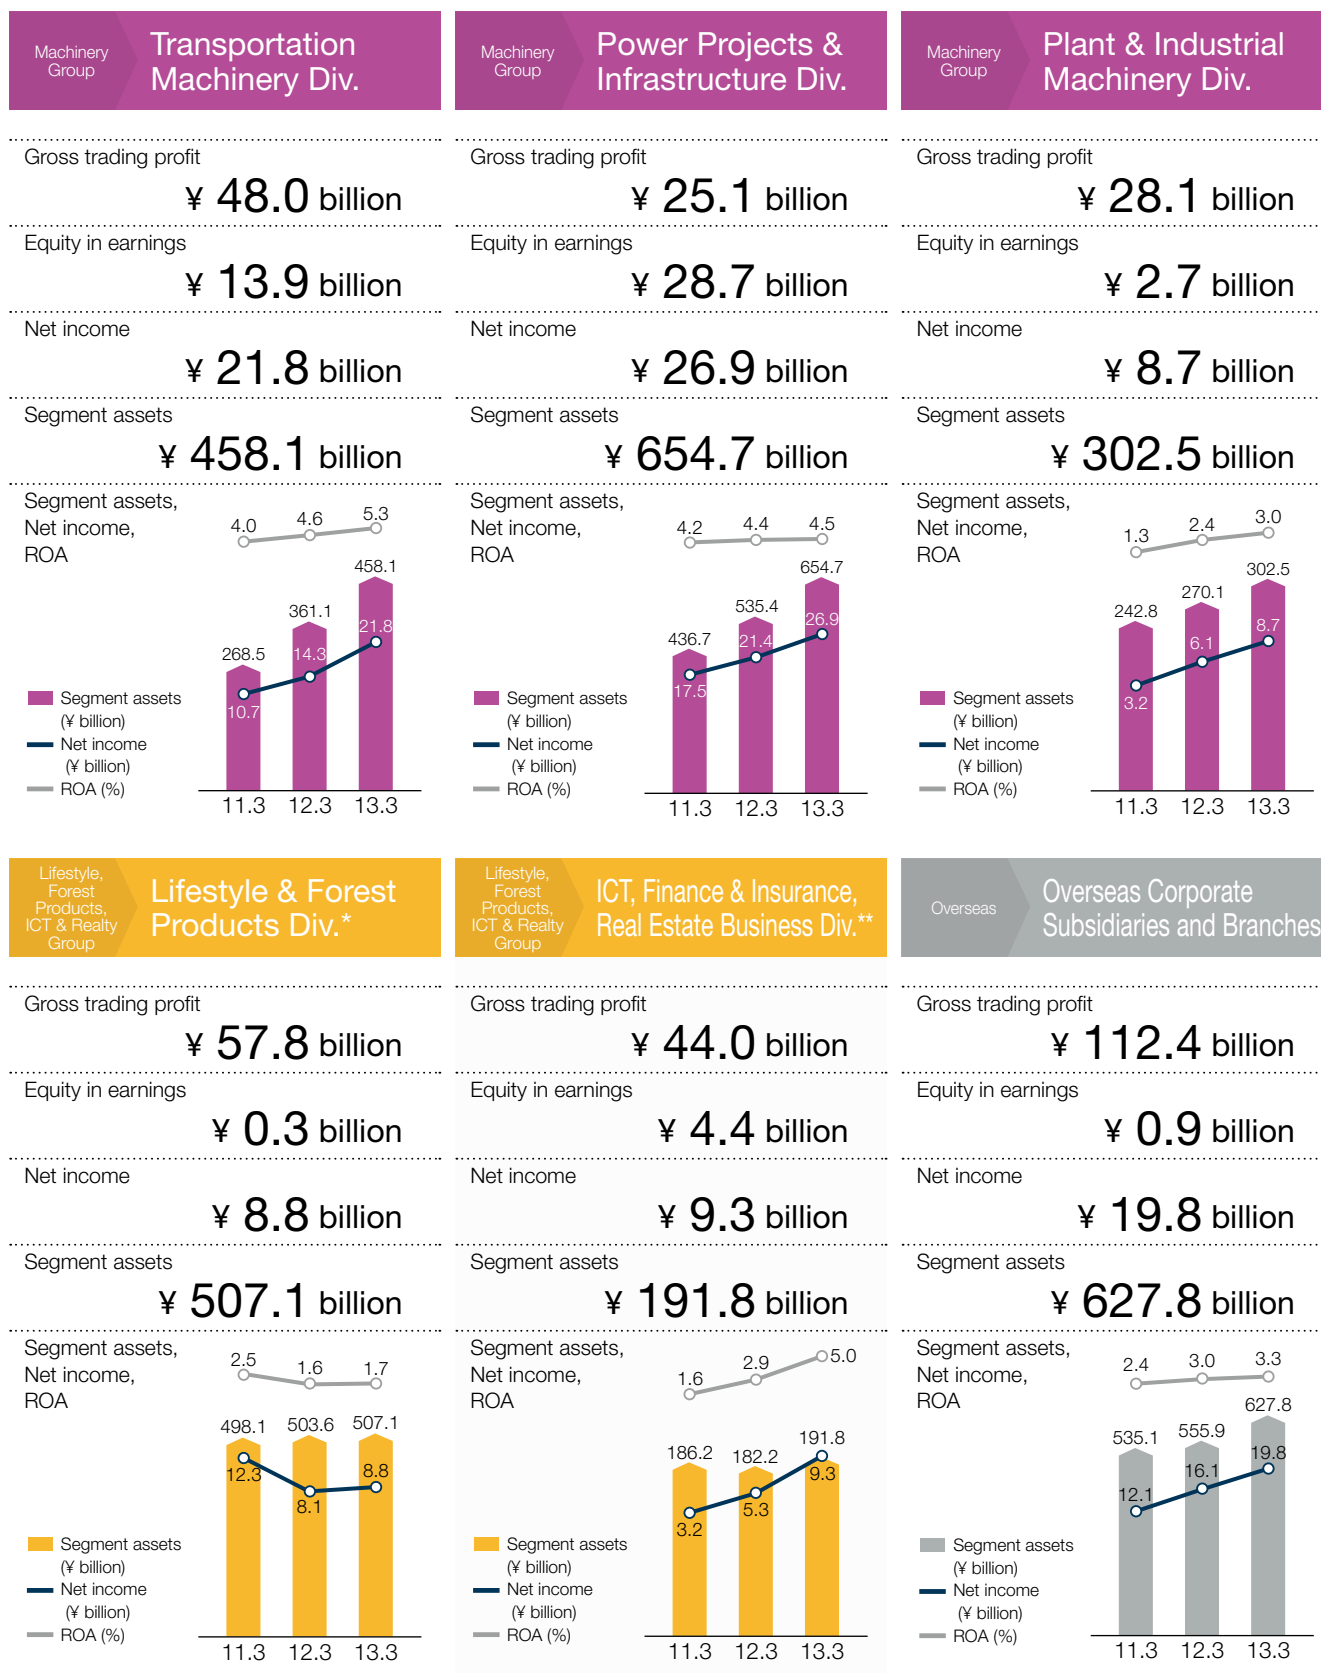 Machinery
Group
Transportation
Machinery Div.
Gross trading profit
¥ 48.0 billion
Equity in earnings
¥ 13.9 billion
Net income
¥ 21.8 billion
Segment assets
¥ 458.1 billion
Segment assets,
Net income,
ROA
4.0 4.6 5.3
458.1
361.1
268.5
21.8
14.3
10.7
Segment assets
(¥ billion)
Net income
(¥ billion)
ROA (%)
11.3 12.3 13.3
Machinery
Group
Power Projects &
Infrastructure Div.
Gross trading profit
¥ 25.1 billion
Equity in earnings
¥ 28.7 billion
Net income
¥ 26.9 billion
Segment assets
¥ 654.7 billion
Segment assets,
Net income,
ROA
4.2 4.4 4.5
654.7
535.4
436.7
26.9
21.4
17.5
Segment assets
(¥ billion)
Net income
(¥ billion)
ROA (%)
11.3 12.3 13.3
Machinery
Group
Plant & Industrial
Machinery Div.
Gross trading profit
¥ 28.1 billion
Equity in earnings
¥ 2.7 billion
Net income
¥ 8.7 billion
Segment assets
¥ 302.5 billion
Segment assets,
Net income,
ROA
1.3 2.4 3.0
302.5
270.1
242.8
8.7
6.1
3.2
Segment assets
(¥ billion)
Net income
(¥ billion)
ROA (%)
11.3 12.3 13.3
Lifestyle,
Forest
Products,
ICT & Realty
Group
Lifestyle & Forest
Products Div.*
Gross trading profit
¥ 57.8 billion
Equity in earnings
¥ 0.3 billion
Net income
¥ 8.8 billion
Segment assets
¥ 507.1 billion
Segment assets,
Net income,
ROA
2.5 1.6 1.7
498.1 503.6 507.1
12.3
8.1
8.8
Segment assets
(¥ billion)
Net income
(¥ billion)
ROA (%)
11.3 12.3 13.3
Lifestyle,
Forest
Products,
ICT & Realty
Group
ICT, Finance & Insurance,
Real Estate Business Div.**
Gross trading profit
¥ 44.0 billion
Equity in earnings
¥ 4.4 billion
Net income
¥ 9.3 billion
Segment assets
¥ 191.8 billion
Segment assets,
Net income,
ROA
1.6 2.9 5.0
186.2 182.2 191.8
3.2
5.3
9.3
Segment assets
(¥ billion)
Net income
(¥ billion)
ROA (%)
11.3 12.3 13.3
Overseas
Overseas Corporate
Subsidiaries and Branches
Gross trading profit
¥ 112.4 billion
Equity in earnings
¥ 0.9 billion
Net income
¥ 19.8 billion
Segment assets
¥ 627.8 billion
Segment assets,
Net income,
ROA
2.4 3.0 3.3
627.8
535.1 555.9
19.8
16.1
12.1
Segment assets
(¥ billion)
Net income
(¥ billion)
ROA (%)
11.3 12.3 13.3